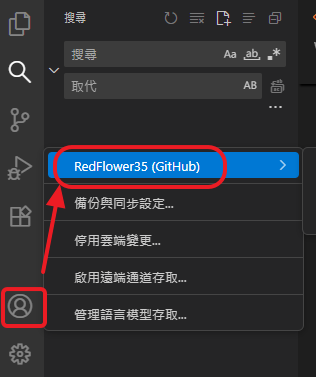 搜尋
搜尋
Aa
ab
取代
AB
RedFlower35 (GitHub)
備份與同步設定...
停用雲端變更...
啟用遠端通道存取...
管理語言模型存取...